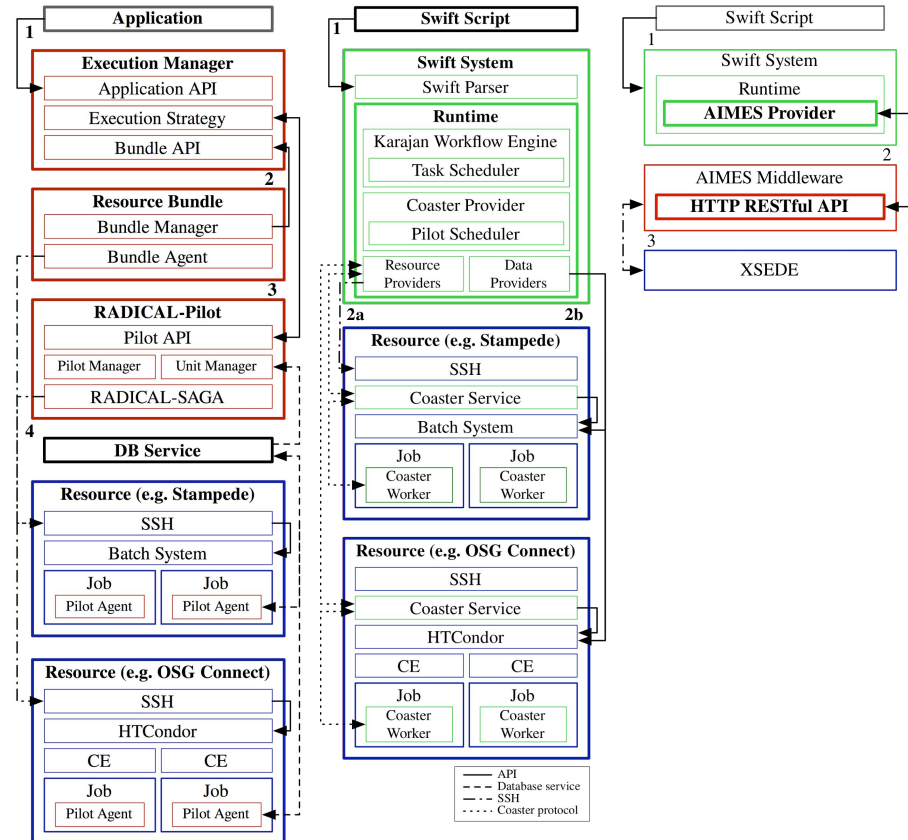 Application
1
Execution Manager
Application API
Execution Strategy
Bundle API
2
Resource Bundle
Bundle Manager
Bundle Agent
3
RADICAL-Pilot
Pilot API
Pilot Manager
Unit Manager
RADICAL-SAGA
4
DB Service
Resource (e.g. Stampede)
SSH
Batch System
Job
Pilot Agent
Job
Pilot Agent
Resource (e.g. OSG Connect)
SSH
HTCondor
CE
CE
Job
Pilot Agent
Job
Pilot Agent
Swift Script
1
Swift System
Swift Parser
Runtime
Karajan Workflow Engine
Task Scheduler
Coaster Provider
Pilot Scheduler
Resource
Providers
Data
Providers
2a
2b
Resource (e.g. Stampede)
SSH
Coaster Service
Batch System
Job
Coaster
Worker
Job
Coaster
Worker
Resource (e.g. OSG Connect)
SSH
Coaster Service
HTCondor
CE
CE
Job
Coaster
Worker
Job
Coaster
Worker
API
Database service
SSH
Coaster protocol
Swift Script
1
Swift System
Runtime
AIMES Provider
2
AIMES Middleware
HTTP RESTful API
3
XSEDE